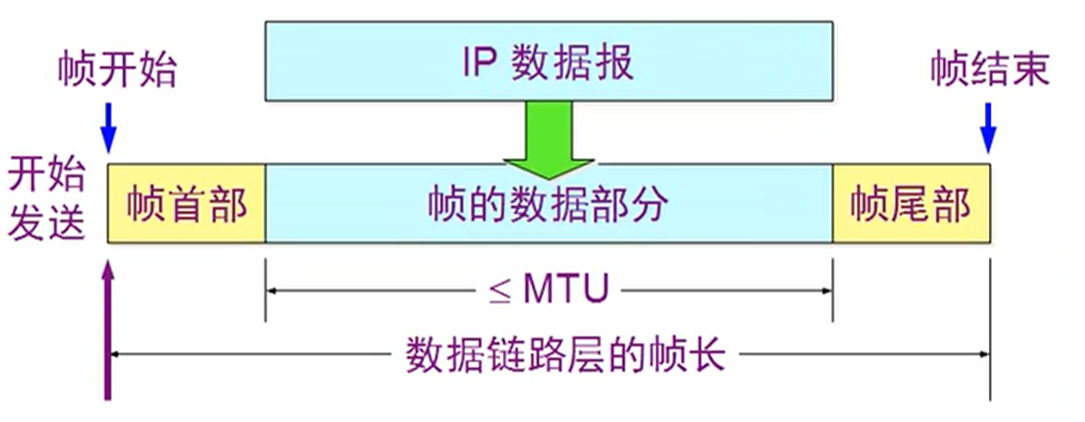 IP 数据报
帧开始
帧结束
开始
发送
帧首部
帧的数据部分
帧尾部
≤ MTU
数据链路层的帧长